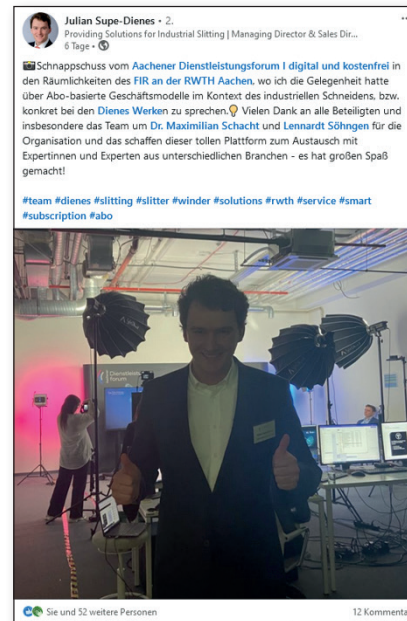 Julian Supe-Dienes • 2.
Providing Solutions for Industrial Slitting | Managing Director & Sales Dir...
6 Tage •
Schnappschuss vom Aachener Dienstleistungsforum I digital und kostenfrei in
den Räumlichkeiten des FIR an der RWTH Aachen, wo ich die Gelegenheit hatte
über Abo-basierte Geschäftsmodelle im Kontext des industriellen Schneidens, bzw.
konkret bei den Dienes Werken zu sprechen. Vielen Dank an alle Beteiligten und
insbesondere das Team um Dr. Maximilian Schacht und Lennardt Söhngen für die
Organisation und das schaffen dieser tollen Plattform zum Austausch mit
Expertinnen und Experten aus unterschiedlichen Branchen - es hat großen Spaß
gemacht!
#team #dienes #slitting #slitter #winder #solutions #rwth #service #smart
#subscription #abo
Dienstleist
Forum
Sie und 52 weitere Personen
12 Kommenta